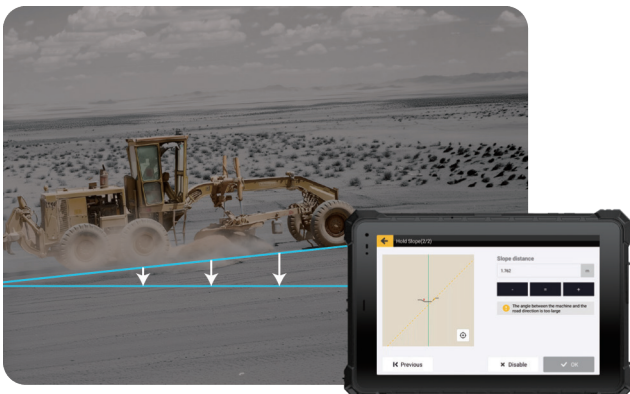 Hold Slope(2/2)
Slope distance
1.762
The angle between the machine and the
road direction is too large
Previous
Disable
OK